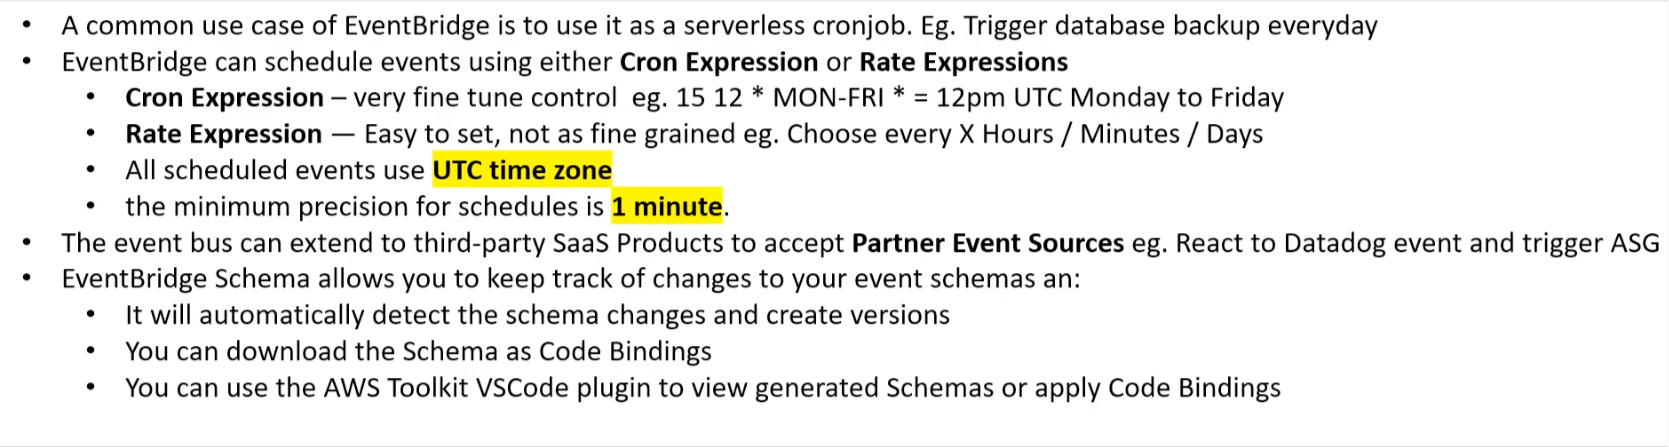 • A common use case of EventBridge is to use it as a serverless cronjob. Eg. Trigger database backup everyday
• EventBridge can schedule events using either Cron Expression or Rate Expressions
• Cron Expression – very fine tune control eg. 15 12 * MON-FRI * = 12pm UTC Monday to Friday
• Rate Expression — Easy to set, not as fine grained eg. Choose every X Hours / Minutes / Days
• All scheduled events use UTC time zone
• the minimum precision for schedules is 1 minute.
• The event bus can extend to third-party SaaS Products to accept Partner Event Sources eg. React to Datadog event and trigger ASG
• EventBridge Schema allows you to keep track of changes to your event schemas an:
• It will automatically detect the schema changes and create versions
• You can download the Schema as Code Bindings
• You can use the AWS Toolkit VSCode plugin to view generated Schemas or apply Code Bindings